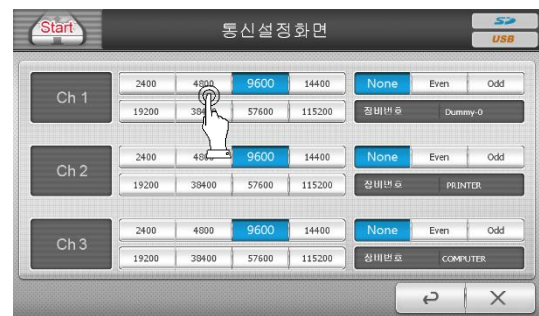 Start
통신설정화면
SD
USB
Ch 1
2400 4800 9600 14400 None Even Odd
19200 57600 115200 장비번호 Dummy-0
Ch 2
2400 9600 14400 None Even Odd
19200 38400 57600 115200 장비번호 PRINTER
Ch 3
2400 4800 9600 14400 None Even Odd
19200 38400 57600 115200 장비번호 COMPUTER